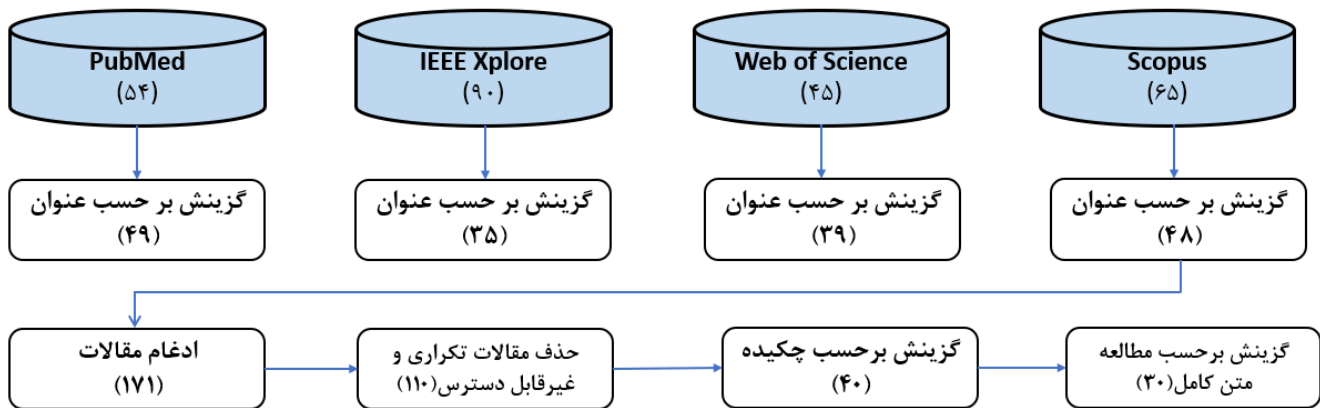 PubMed
(۵۴)
IEEE Xplore
(۹۰)
Web of Science
(۴۵)
Scopus
(۶۵)
گزینش بر حسب عنوان
(۴۹)
گزینش بر حسب عنوان
(۳۵)
گزینش بر حسب عنوان
(۳۹)
گزینش بر حسب عنوان
(۴۸)
ادغام مقالات
(۱۷۱)
حذف مقالات تکراری و
غیرقابل دسترس(۱۱۰)
گزینش برحسب چکیده
(۴۰)
گزینش برحسب مطالعه
متن کامل(۳۰)